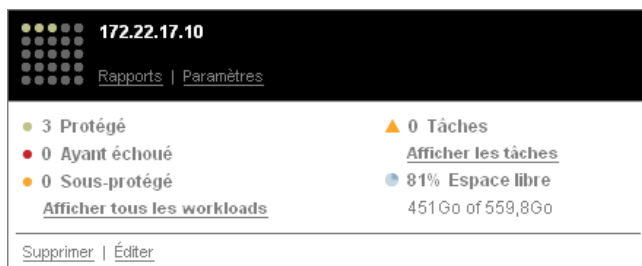 172.22.17.10
Rapports | Paramètres
3 Protégé
0 Ayant échoué
0 Sous-protégé
Afficher tous les workloads
0 Tâches
Afficher les tâches
81% Espace libre
451Go of 559,8Go
Supprimer | Éditer